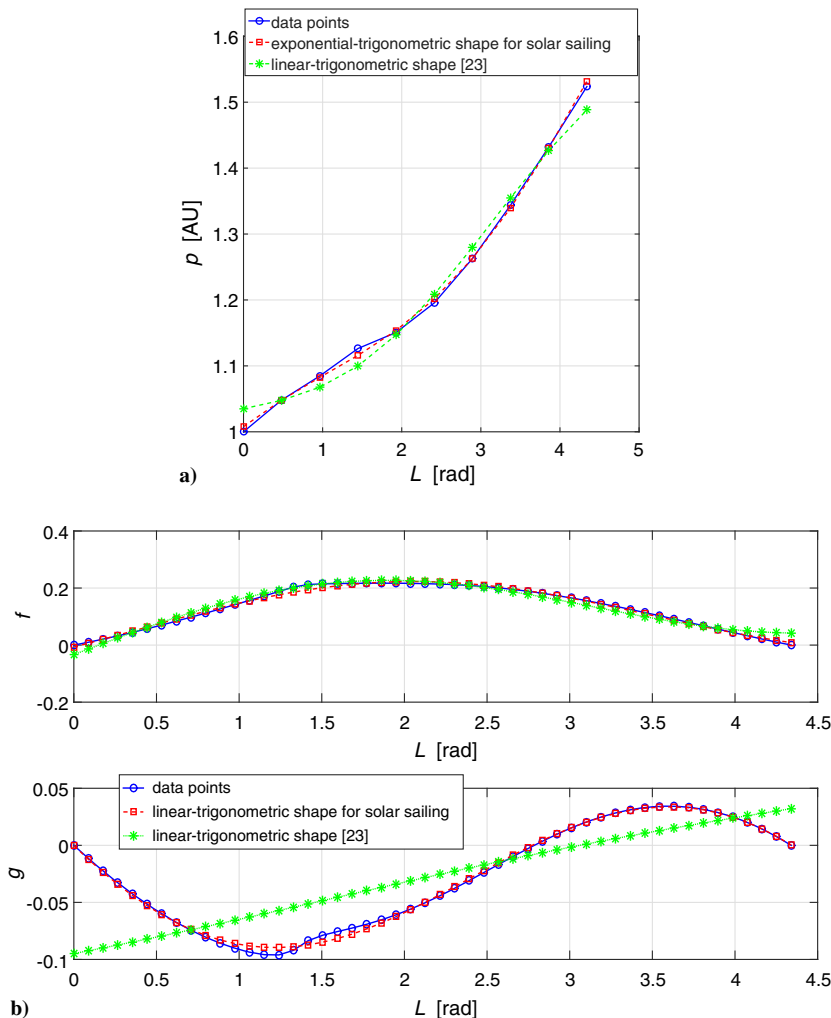 data points
exponential-trigonometric shape for solar sailing
linear-trigonometric shape [23]
1.6
1.5
1.4
1.3
1.2
1.1
1
p [AU]
0 1 2 3 4 5
L [rad]
a)
0.4
0.2
0
-0.2
f
0 0.5 1 1.5 2 2.5 3 3.5 4 4.5
L [rad]
data points
linear-trigonometric shape for solar sailing
linear-trigonometric shape [23]
0.05
0
-0.05
-0.1
g
0 0.5 1 1.5 2 2.5 3 3.5 4 4.5
L [rad]
b)